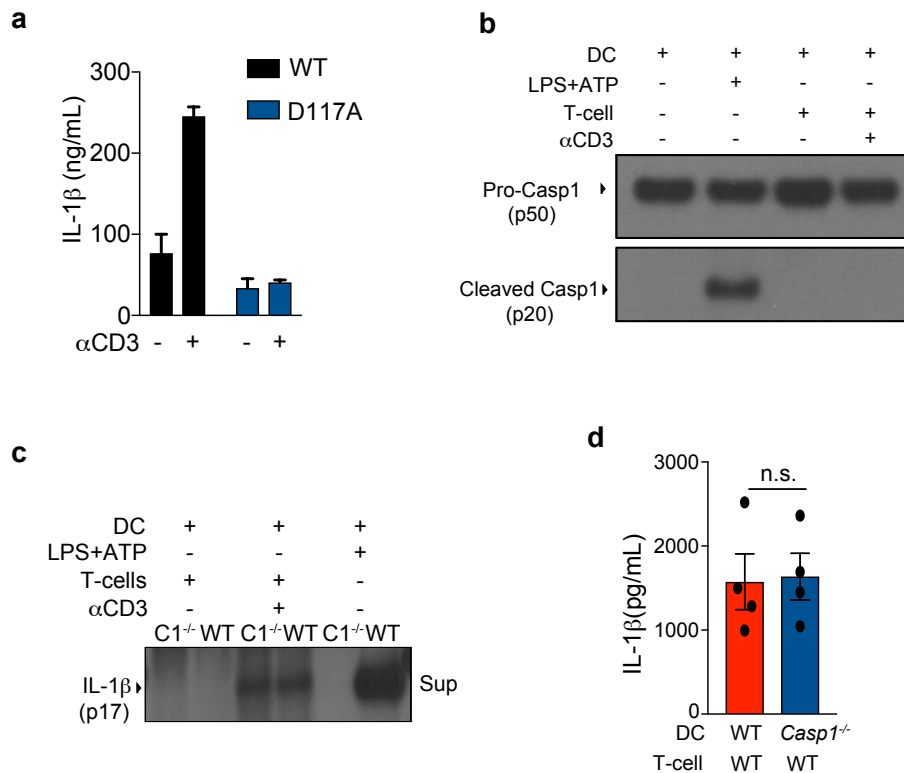 a
IL-1β (ng/mL)
300
200
100
0
WT
D117A
αCD3 - + - +
b
DC + + + +
LPS+ATP - + - -
T-cell - - + +
αCD3 - - - +
Pro-Casp1
(p50)
Cleaved Casp1
(p20)
c
DC + + +
LPS+ATP - - +
T-cells + + -
αCD3 - + -
C1-/- WT C1-/- WT C1-/- WT
IL-1β
(p17)
Sup
d
IL-1β(pg/mL)
3000
2000
1000
0
n.s.
DC WT Casp1-/-
T-cell WT WT